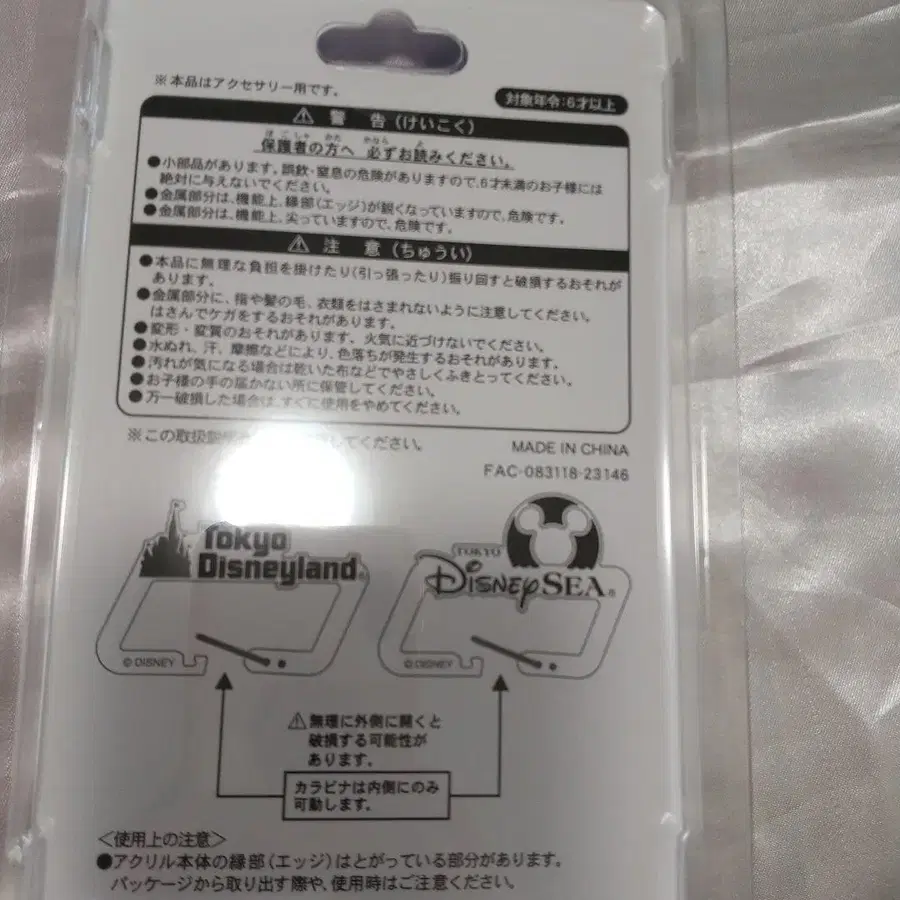 ※本品はアクセサリー用です。
対象年令:6才以上
⚠ 警 告(けいこく)
ほごしゃ かた かなら よ
保護者の方へ 必ずお読みください。
●小部品があります。誤飲・窒息の危険がありますので、6才未満のお子様には
絶対に与えないでください。
●金属部分は、機能上、縁部(エッジ)が鋭くなっていますので、危険です。
●金属部分は、機能上、尖っていますので、危険です。
⚠ 注 意(ちゅうい)
●本品に無理な負担を掛けたり(引っ張ったり)振り回すと破損するおそれが
あります。
●金属部分に、指や髪の毛、衣類をはさまれないように注意してください。
はさんでケガをするおそれがあります。
●変形・変質のおそれがあります、火気に近づけないでください。
●水ぬれ、汗、摩擦などにより、色落ちが発生するおそれがあります。
●汚れが気になる場合は乾いた布などでやさしくふきとってください。
●お子様の手の届かない所に保管してください。
●万一破損した場合は、すぐに使用をやめてください。
※この取扱説 してください。
MADE IN CHINA
FAC-083118-23146
Tokyo
Disneyland®
© DISNEY
TOKYO
DISNEY SEA®
© DISNEY
⚠無理に外側に開くと
破損する可能性が
あります。
カラビナは内側にのみ
可動します。
<使用上の注意>
●アクリル本体の縁部(エッジ)はとがっている部分があります。
パッケージから取り出す際や、使用時はご注意ください。